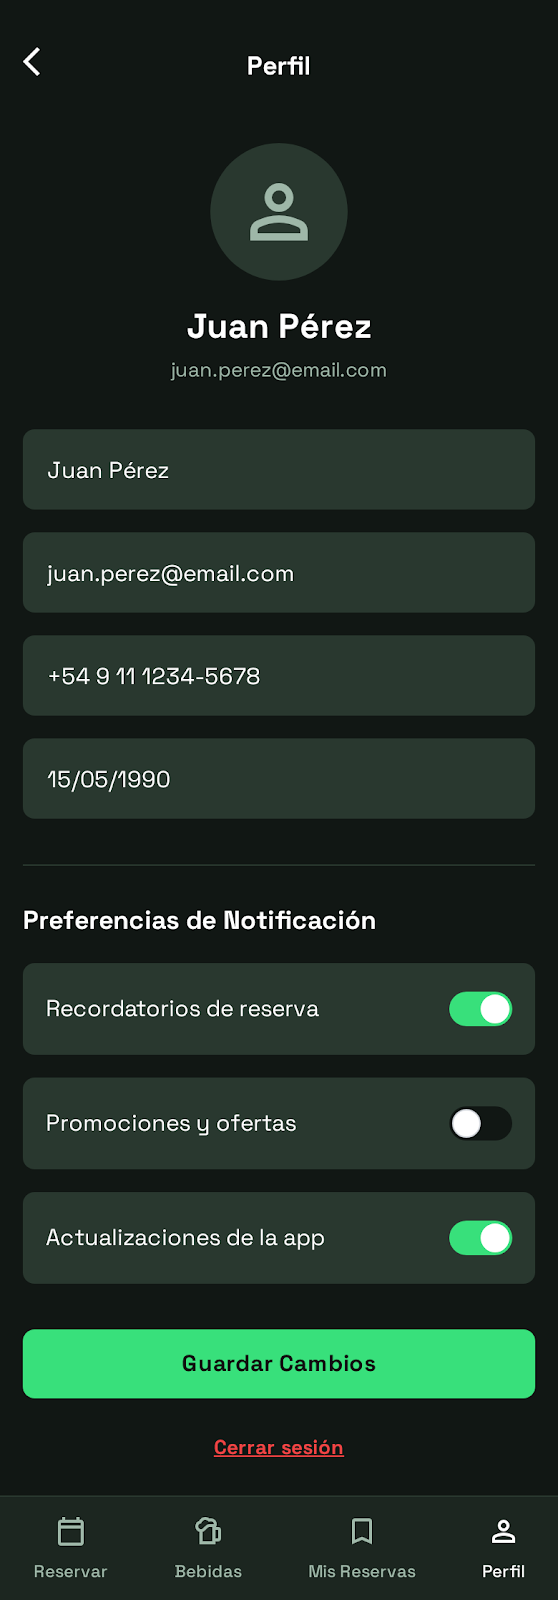 Perfil
Juan Pérez
juan.perez@email.com
Juan Pérez
juan.perez@email.com
+54 9 11 1234-5678
15/05/1990
Preferencias de Notificación
Recordatorios de reserva
Promociones y ofertas
Actualizaciones de la app
Guardar Cambios
Cerrar sesión
Reservar
Bebidas
Mis Reservas
Perfil